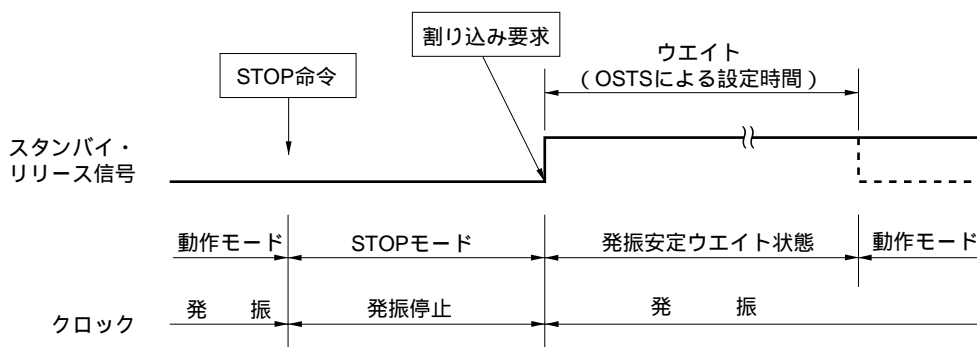 割り込み要求
ウエイト
（OSTSによる設定時間）
STOP命令
スタンバイ・
リリース信号
動作モード
STOPモード
発振安定ウエイト状態
動作モード
クロック
発　　振
発振停止
発　　振